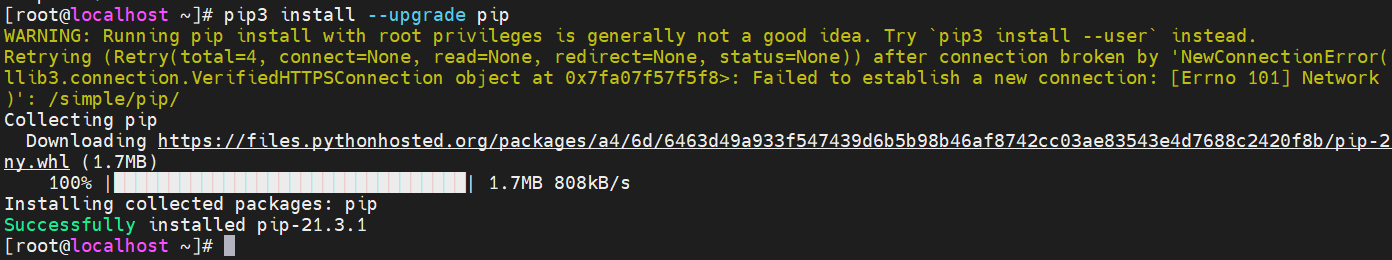 [root@localhost ~]# pip3 install --upgrade pip
WARNING: Running pip install with root privileges is generally not a good idea. Try `pip3 install --user` instead.
Retrying (Retry(total=4, connect=None, read=None, redirect=None, status=None)) after connection broken by 'NewConnectionError(
llib3.connection.VerifiedHTTPSConnection object at 0x7fa07f57f5f8>: Failed to establish a new connection: [Errno 101] Network
)': /simple/pip/
Collecting pip
Downloading https://files.pythonhosted.org/packages/a4/6d/6463d49a933f547439d6b5b98b46af8742cc03ae83543e4d7688c2420f8b/pip-2
ny.whl (1.7MB)
100% |████████████████████████████████| 1.7MB 808kB/s
Installing collected packages: pip
Successfully installed pip-21.3.1
[root@localhost ~]#